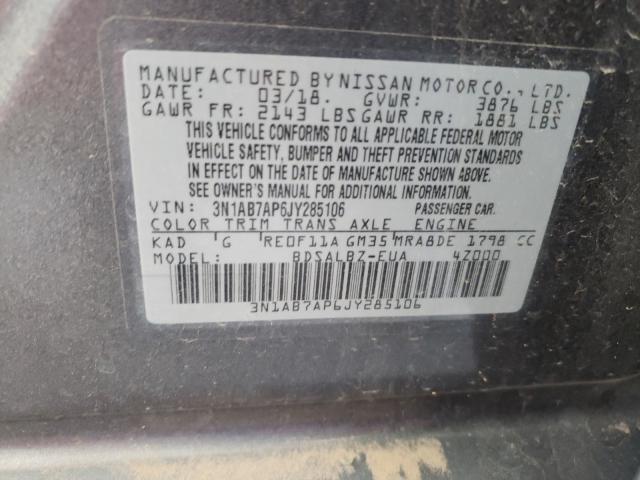 MANUFACTURED BY NISSAN MOTOR CO., LTD.
DATE: 03/18. GVWR: 3876 LBS
GAWR FR: 2143 LBS GAWR RR: 1881 LBS
THIS VEHICLE CONFORMS TO ALL APPLICABLE FEDERAL MOTOR
VEHICLE SAFETY, BUMPER AND THEFT PREVENTION STANDARDS
IN EFFECT ON THE DATE OF MANUFACTURE SHOWN ABOVE.
SEE OWNER'S MANUAL FOR ADDITIONAL INFORMATION.
VIN: 3N1AB7AP6JY285106 PASSENGER CAR.
COLOR TRIM TRANS AXLE ENGINE
KAD G RE0F11A GM35 MRA8DE 1798 CC
MODEL: BDSALBZ-EUA 4Z000
3N1AB7AP6JY285106